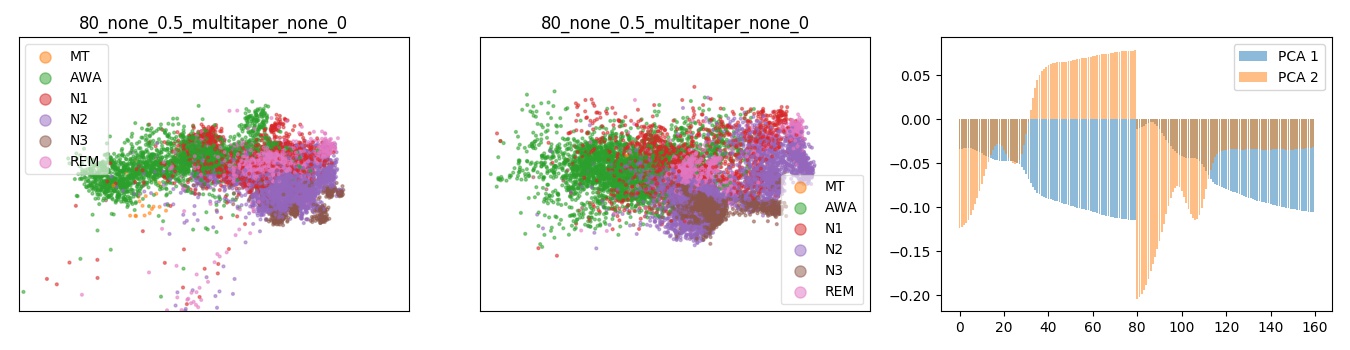 80_none_0.5_multitaper_none_0
MT
AWA
N1
N2
N3
REM
80_none_0.5_multitaper_none_0
MT
AWA
N1
N2
N3
REM
PCA 1
PCA 2
0.05
0.00
−0.05
−0.10
−0.15
−0.20
0 20 40 60 80 100 120 140 160